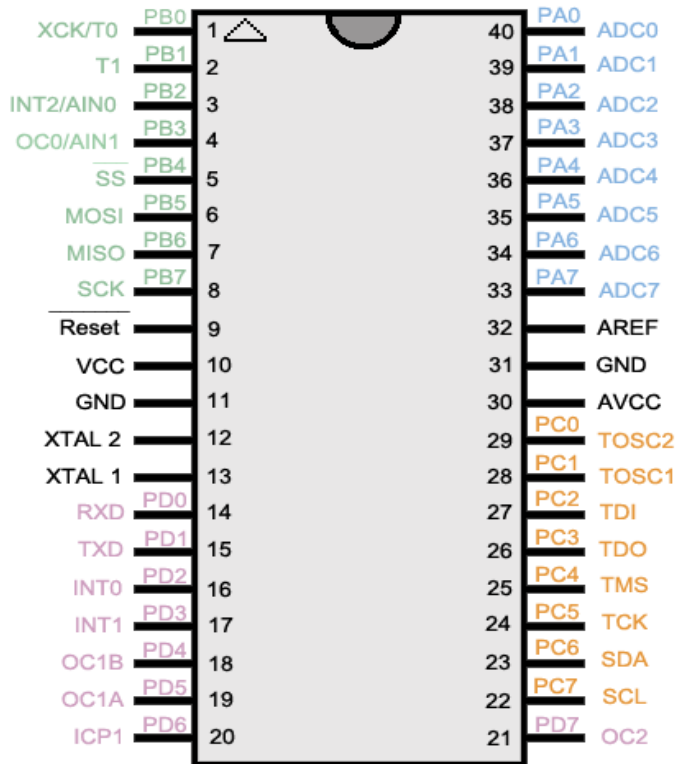 XCK/T0 PB0 1 40 PA0 ADC0
T1 PB1 2 39 PA1 ADC1
INT2/AIN0 PB2 3 38 PA2 ADC2
OC0/AIN1 PB3 4 37 PA3 ADC3
SS PB4 5 36 PA4 ADC4
MOSI PB5 6 35 PA5 ADC5
MISO PB6 7 34 PA6 ADC6
SCK PB7 8 33 PA7 ADC7
Reset 9 32 AREF
VCC 10 31 GND
GND 11 30 AVCC
XTAL 2 12 29 PC0 TOSC2
XTAL 1 13 28 PC1 TOSC1
RXD PD0 14 27 PC2 TDI
TXD PD1 15 26 PC3 TDO
INT0 PD2 16 25 PC4 TMS
INT1 PD3 17 24 PC5 TCK
OC1B PD4 18 23 PC6 SDA
OC1A PD5 19 22 PC7 SCL
ICP1 PD6 20 21 PD7 OC2